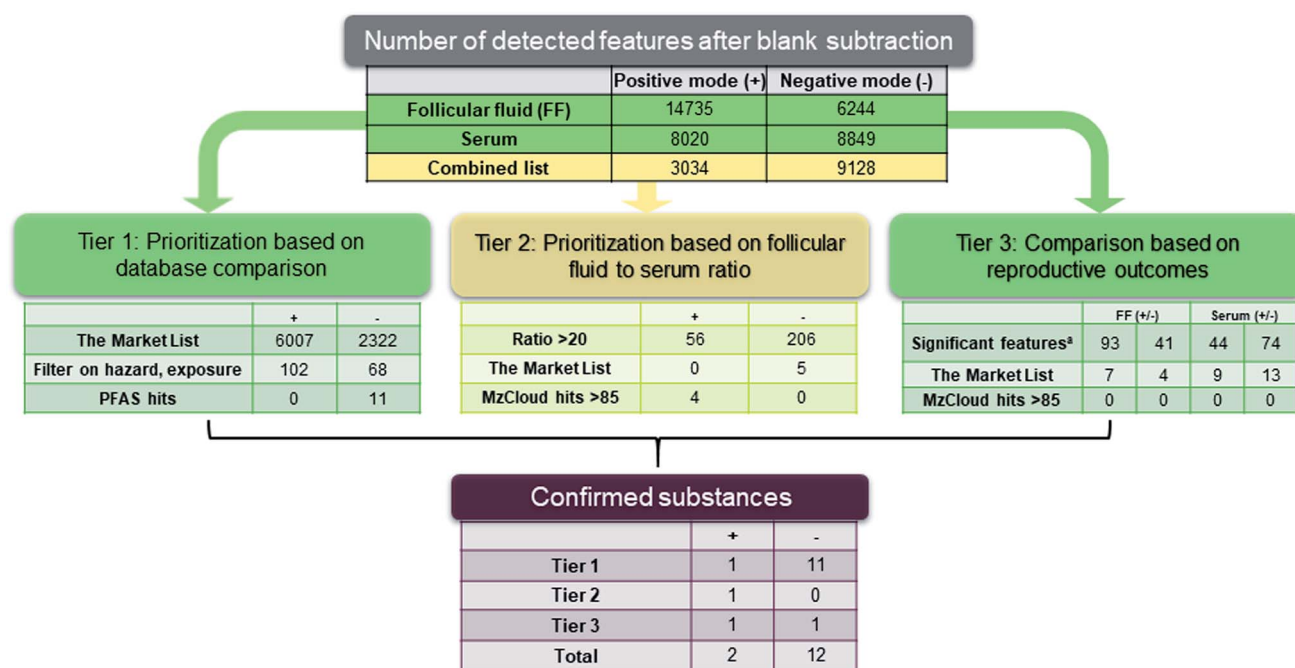 Number of detected features after blank subtraction
Positive mode (+) Negative mode (-)
Follicular fluid (FF) 14735 6244
Serum 8020 8849
Combined list 3034 9128
Tier 1: Prioritization based on
database comparison
+ -
The Market List 6007 2322
Filter on hazard, exposure 102 68
PFAS hits 0 11
Tier 2: Prioritization based on follicular
fluid to serum ratio
+ -
Ratio >20 56 206
The Market List 0 5
MzCloud hits >85 4 0
Tier 3: Comparison based on
reproductive outcomes
FF (+/-) Serum (+/-)
Significant featuresª 93 41 44 74
The Market List 7 4 9 13
MzCloud hits >85 0 0 0 0
Confirmed substances
+ -
Tier 1 1 11
Tier 2 1 0
Tier 3 1 1
Total 2 12